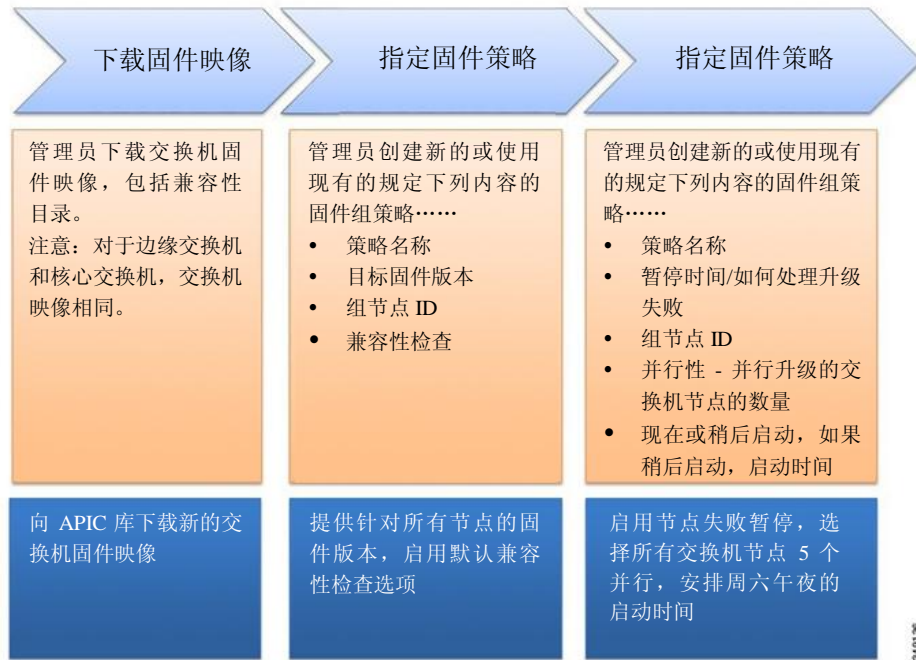 下载固件映像
指定固件策略
指定固件策略
管理员下载交换机固
件映像，包括兼容性
目录。
注意：对于边缘交换机
和核心交换机，交换机
映像相同。
管理员创建新的或使用
现有的规定下列内容的
固件组策略……
• 策略名称
• 目标固件版本
• 组节点 ID
• 兼容性检查
管理员创建新的或使用现有
的规定下列内容的固件组策
略……
• 策略名称
• 暂停时间/如何处理升级
失败
• 组节点 ID
• 并行性 - 并行升级的交
换机节点的数量
• 现在或稍后启动，如果
稍后启动，启动时间
向 APIC 库下载新的交
换机固件映像
提供针对所有节点的固
件版本，启用默认兼容
性检查选项
启用节点失败暂停，选
择所有交换机节点 5 个
并行，安排周六午夜的
启动时间